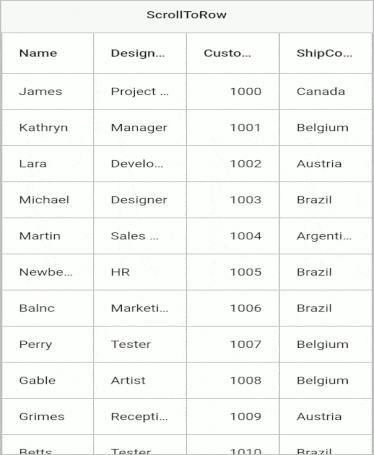 ScrollToRow
Name Design... Custo... ShipCo...
James Project ... 1000 Canada
Kathryn Manager 1001 Belgium
Lara Develo... 1002 Austria
Michael Designer 1003 Brazil
Martin Sales ... 1004 Argenti...
Newbe... HR 1005 Brazil
Balnc Marketi... 1006 Brazil
Perry Tester 1007 Belgium
Gable Artist 1008 Belgium
Grimes Recepti... 1009 Austria
Betts Tester 1010 Brazil